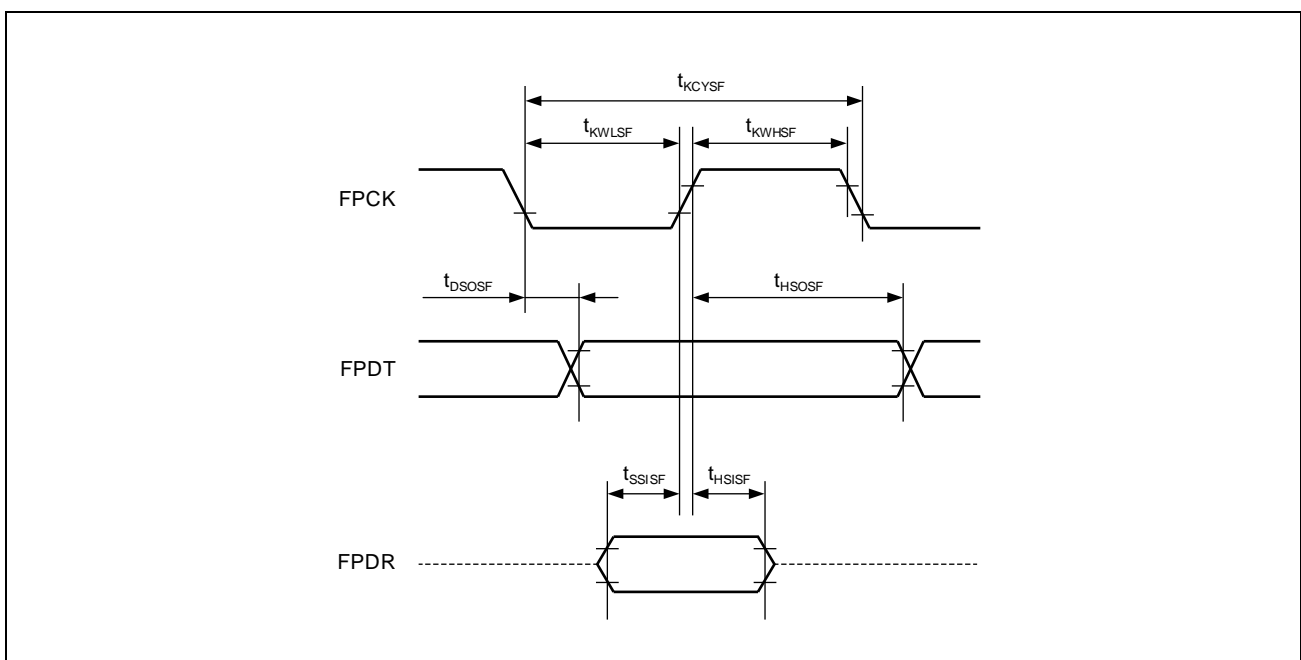 tKCYSF
tKWLSF tKWHSF
FPCK
tDSOSF tHSOSF
FPDT
tSSISF tHSISF
FPDR